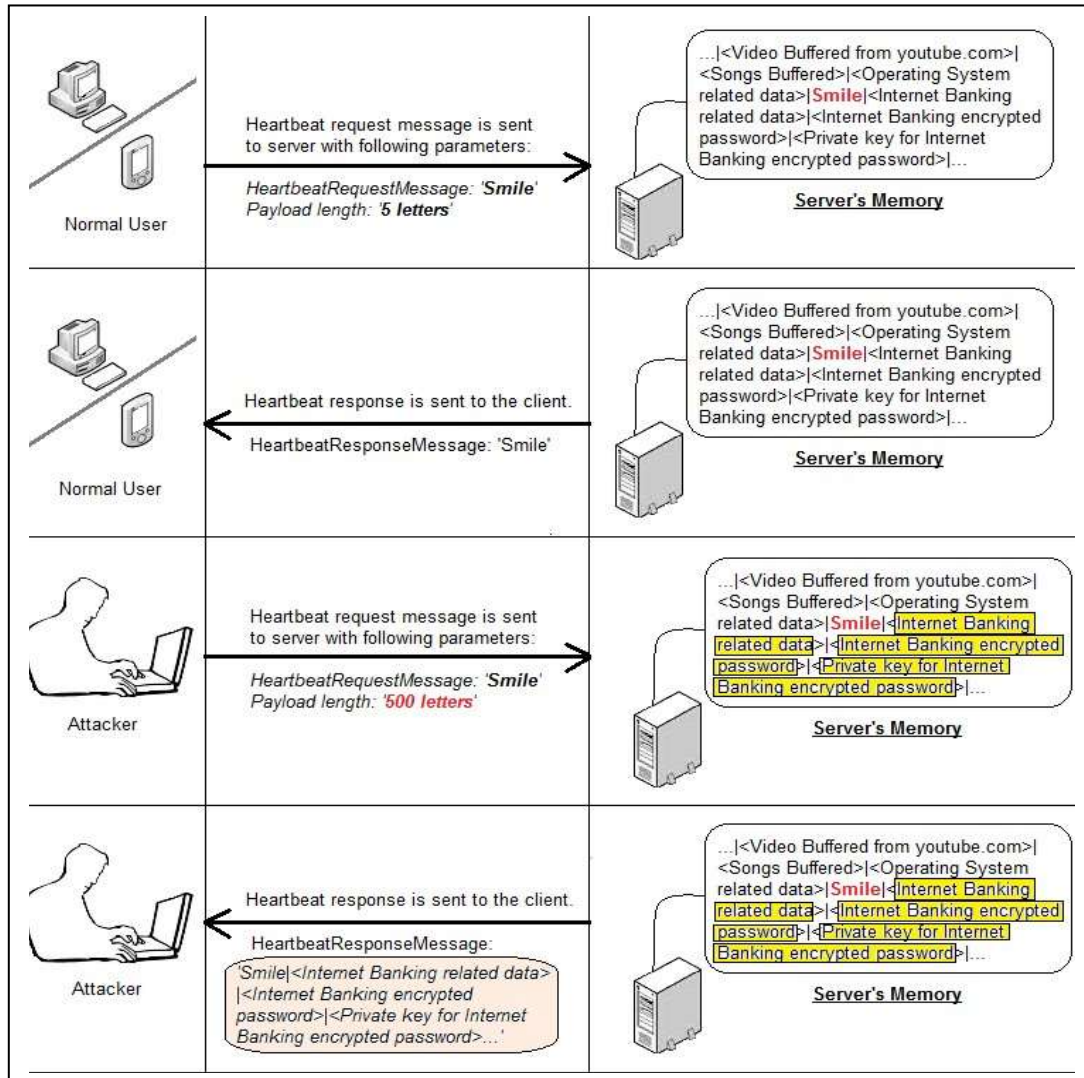 Heartbeat request message is sent
to server with following parameters:
HeartbeatRequestMessage: 'Smile'
Payload length: '5 letters'
Normal User
...|<Video Buffered from youtube.com>|
<Songs Buffered>|<Operating System
related data>|Smile|<Internet Banking
related data>|<Internet Banking encrypted
password>|<Private key for Internet
Banking encrypted password>|...
Server's Memory
Heartbeat response is sent to the client.
HeartbeatResponseMessage: 'Smile'
Normal User
...|<Video Buffered from youtube.com>|
<Songs Buffered>|<Operating System
related data>|Smile|<Internet Banking
related data>|<Internet Banking encrypted
password>|<Private key for Internet
Banking encrypted password>|...
Server's Memory
Heartbeat request message is sent
to server with following parameters:
HeartbeatRequestMessage: 'Smile'
Payload length: '500 letters'
Attacker
...|<Video Buffered from youtube.com>|
<Songs Buffered>|<Operating System
related data>|Smile|<Internet Banking
related data>|<Internet Banking encrypted
password>|<Private key for Internet
Banking encrypted password>|...
Server's Memory
Heartbeat response is sent to the client.
HeartbeatResponseMessage:
'Smile|<Internet Banking related data>
|<Internet Banking encrypted
password>|<Private key for Internet
Banking encrypted password>...'
Attacker
...|<Video Buffered from youtube.com>|
<Songs Buffered>|<Operating System
related data>|Smile|<Internet Banking
related data>|<Internet Banking encrypted
password>|<Private key for Internet
Banking encrypted password>|...
Server's Memory